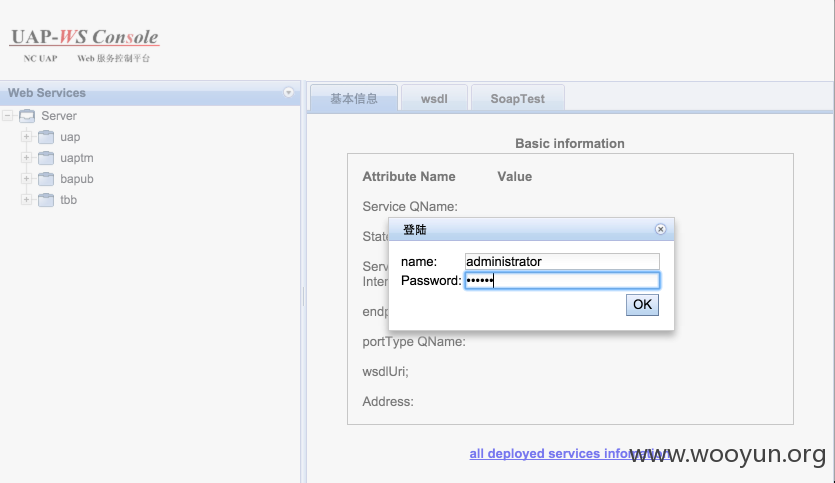 UAP-WS Console
NC UAP Web 服务控制平台
Web Services
Server
uap
uaptm
bapub
tbb
基本信息 wsdl SoapTest
Basic information
Attribute Name Value
Service QName:
State
Serv
Inter
endp
portType QName:
wsdlUri;
Address:
登陆
name: administrator
Password: ••••••
OK
all deployed services infomation
www.wooyun.org